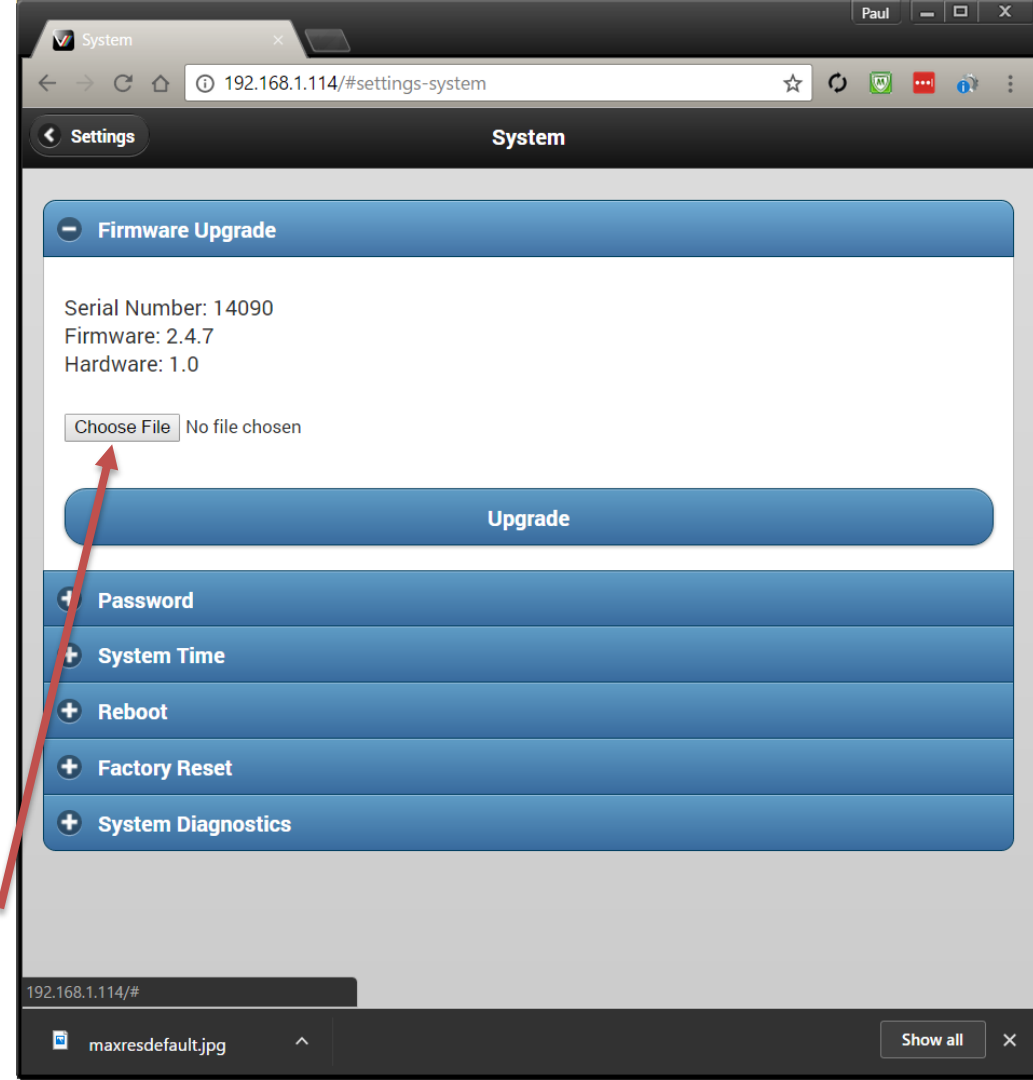 Paul
System
192.168.1.114/#settings-system
Settings
System
Firmware Upgrade
Serial Number: 14090
Firmware: 2.4.7
Hardware: 1.0
Choose File No file chosen
Upgrade
Password
System Time
Reboot
Factory Reset
System Diagnostics
192.168.1.114/#
maxresdefault.jpg
Show all